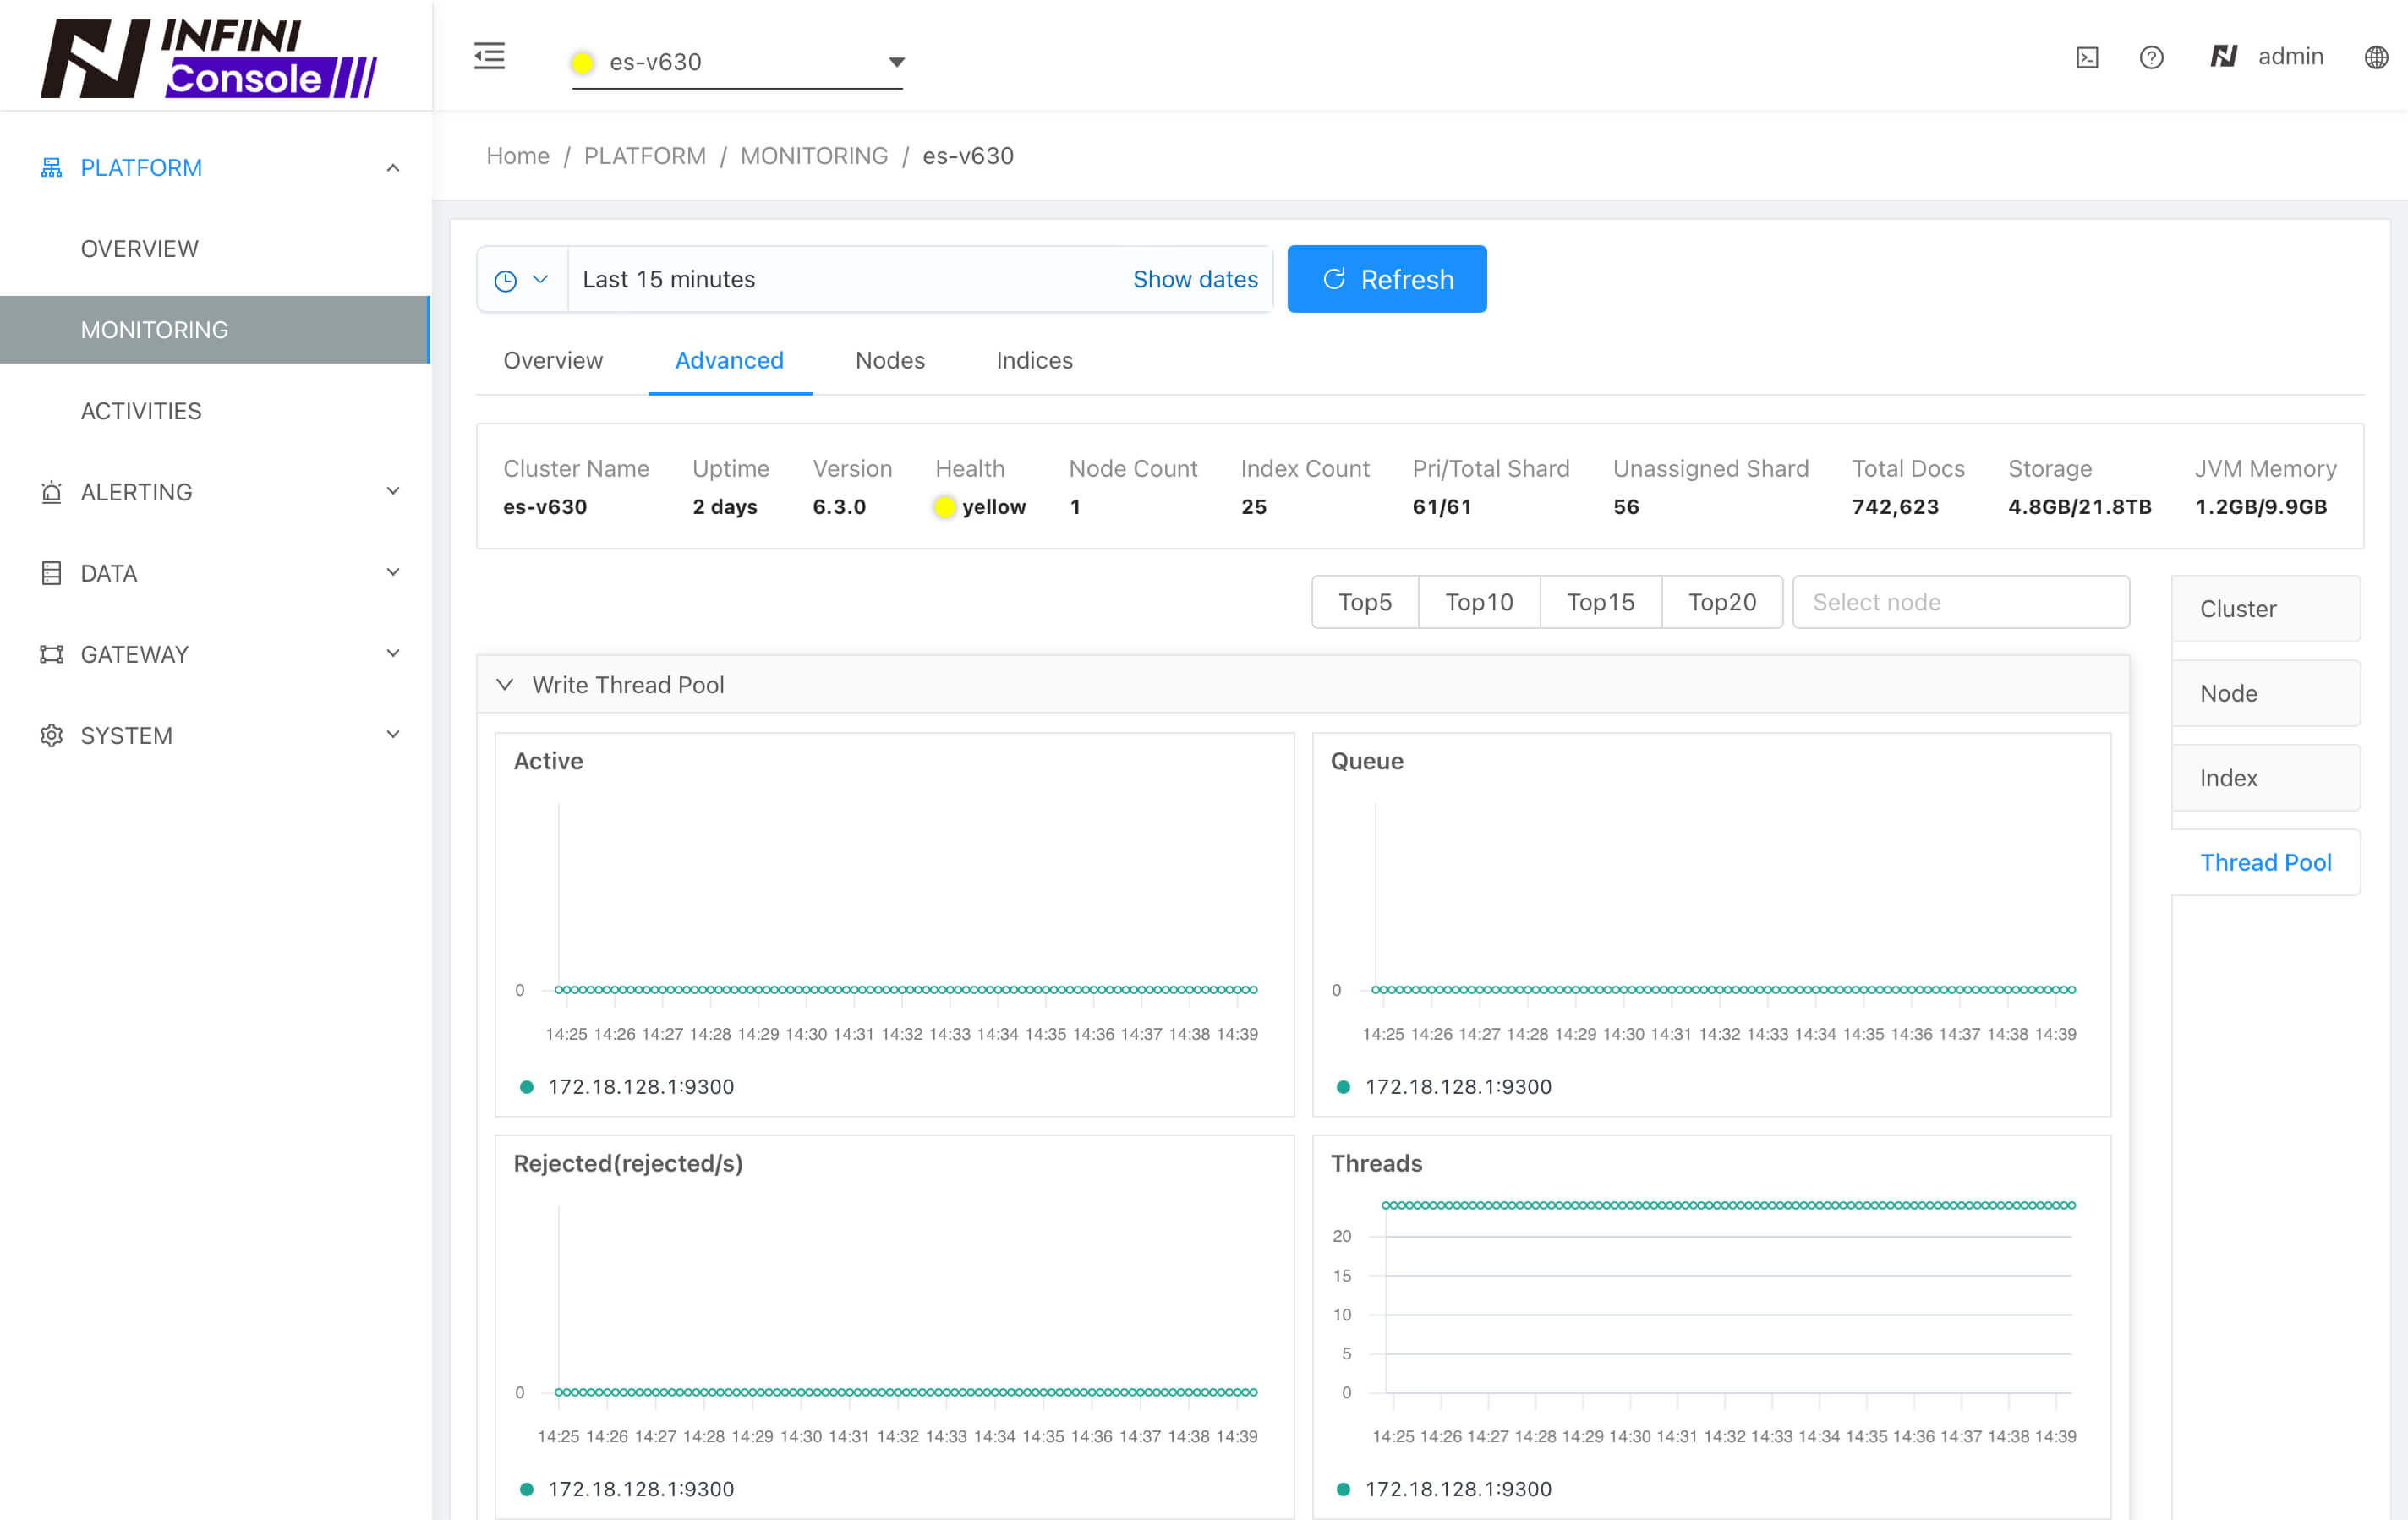 INFINI
Console
es-v630
admin
Home / PLATFORM / MONITORING / es-v630
PLATFORM
OVERVIEW
MONITORING
ACTIVITIES
ALERTING
DATA
GATEWAY
SYSTEM
Last 15 minutes Show dates Refresh
Overview Advanced Nodes Indices
Cluster Name Uptime Version Health Node Count Index Count Pri/Total Shard Unassigned Shard Total Docs Storage JVM Memory
es-v630 2 days 6.3.0 yellow 1 25 61/61 56 742,623 4.8GB/21.8TB 1.2GB/9.9GB
Top5 Top10 Top15 Top20 Select node
Cluster
Node
Index
Thread Pool
Write Thread Pool
Active
0
14:25 14:26 14:27 14:28 14:29 14:30 14:31 14:32 14:33 14:34 14:35 14:36 14:37 14:38 14:39
172.18.128.1:9300
Queue
0
14:25 14:26 14:27 14:28 14:29 14:30 14:31 14:32 14:33 14:34 14:35 14:36 14:37 14:38 14:39
172.18.128.1:9300
Rejected(rejected/s)
0
14:25 14:26 14:27 14:28 14:29 14:30 14:31 14:32 14:33 14:34 14:35 14:36 14:37 14:38 14:39
172.18.128.1:9300
Threads
20
15
10
5
0
14:25 14:26 14:27 14:28 14:29 14:30 14:31 14:32 14:33 14:34 14:35 14:36 14:37 14:38 14:39
172.18.128.1:9300